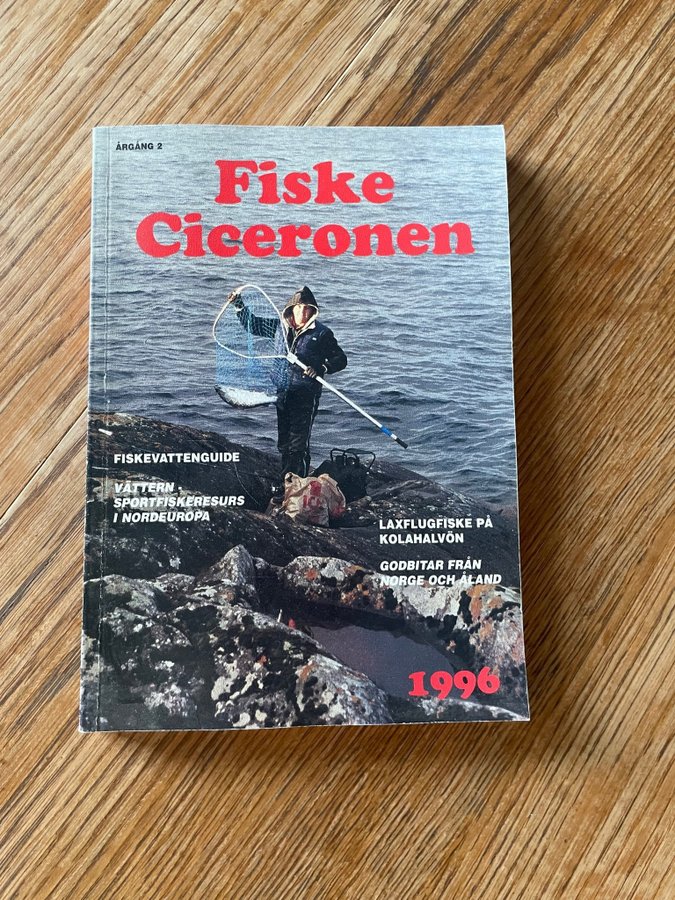 ÅRGÅNG 2
Fiske
Ciceronen
FISKEVATTENGUIDE
VÄTTERN -
SPORTFISKERESURS
I NORDEUROPA
LAXFLUGFISKE PÅ
KOLAHALVÖN
GODBITAR FRÅN
NORGE OCH ÅLAND
1996